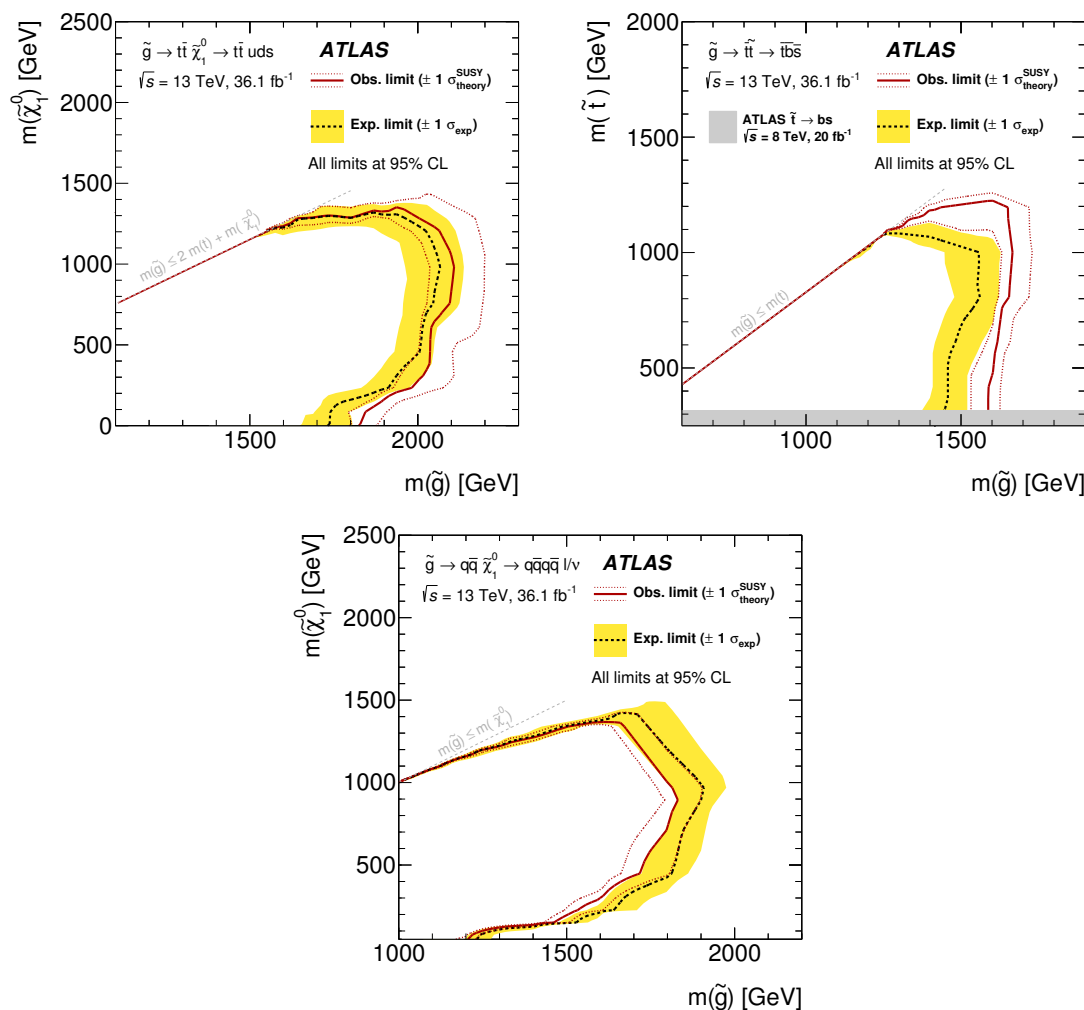 m(χ̃₁⁰) [GeV]
2500
2000
1500
1000
500
0
g̃ → tt̄ χ̃₁⁰ → tt̄ uds
ATLAS
√s = 13 TeV, 36.1 fb⁻¹
Obs. limit (± 1 σ_theory^SUSY)
Exp. limit (± 1 σ_exp)
All limits at 95% CL
m(g̃) ≤ 2 m(t) + m(χ̃₁⁰)
1500
2000
m(g̃) [GeV]
m(t̃) [GeV]
2000
1500
1000
500
g̃ → t̄t̃ → t̄b̄s̄
ATLAS
√s = 13 TeV, 36.1 fb⁻¹
Obs. limit (± 1 σ_theory^SUSY)
ATLAS t̃ → bs
√s = 8 TeV, 20 fb⁻¹
Exp. limit (± 1 σ_exp)
All limits at 95% CL
m(g̃) ≤ m(t)
1000
1500
m(g̃) [GeV]
m(χ̃₁⁰) [GeV]
2500
2000
1500
1000
500
g̃ → qq̄ χ̃₁⁰ → qq̄qq̄ l/ν
ATLAS
√s = 13 TeV, 36.1 fb⁻¹
Obs. limit (± 1 σ_theory^SUSY)
Exp. limit (± 1 σ_exp)
All limits at 95% CL
m(g̃) ≤ m(χ̃₁⁰)
1000
1500
2000
m(g̃) [GeV]